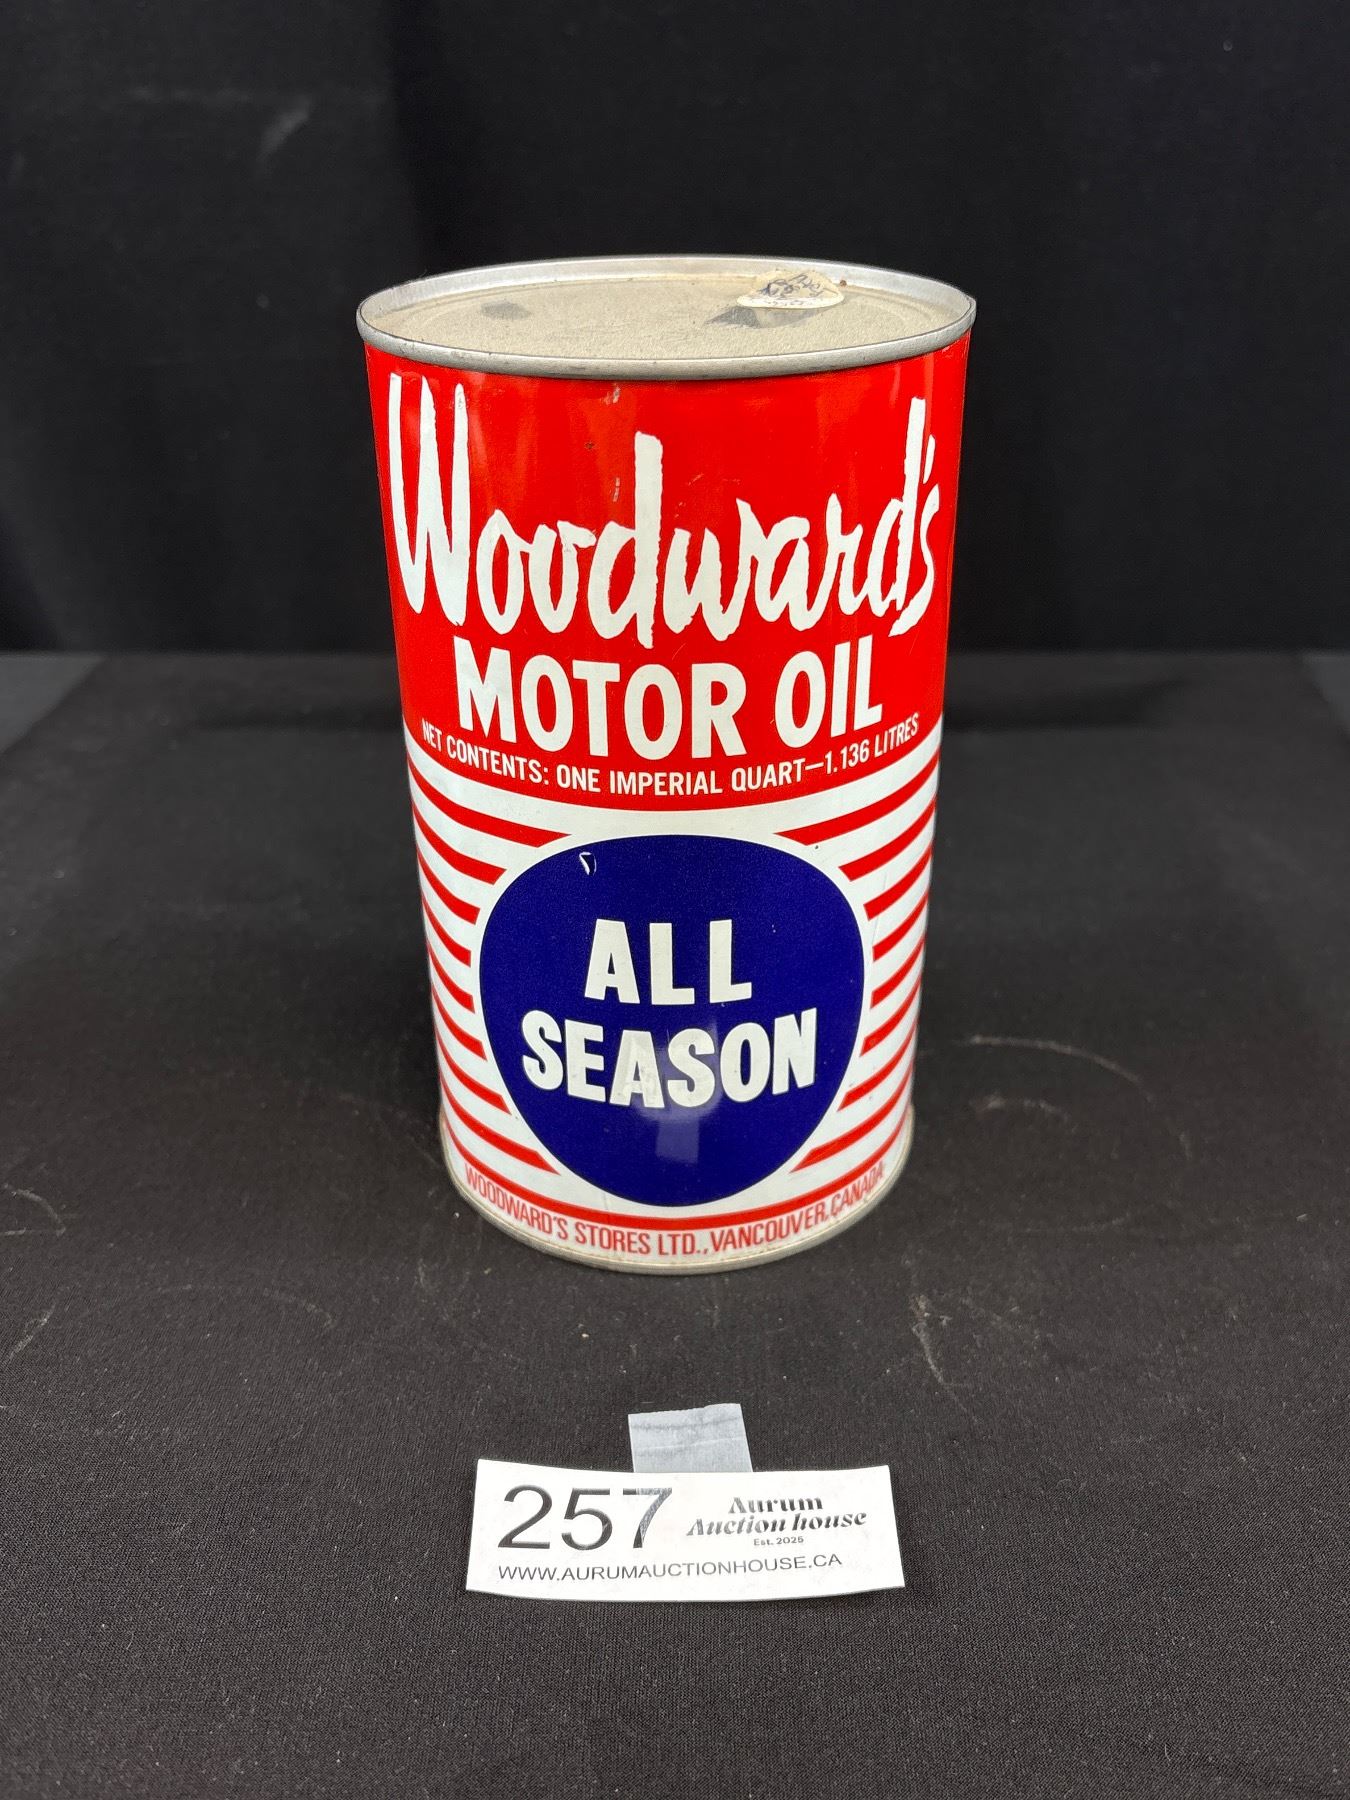 Woodward's
MOTOR OIL
NET CONTENTS: ONE IMPERIAL QUART—1.136 LITRES
ALL
SEASON
WOODWARD'S STORES LTD., VANCOUVER, CANADA
257
Aurum
Auction house
Est. 2025
WWW.AURUMAUCTIONHOUSE.CA